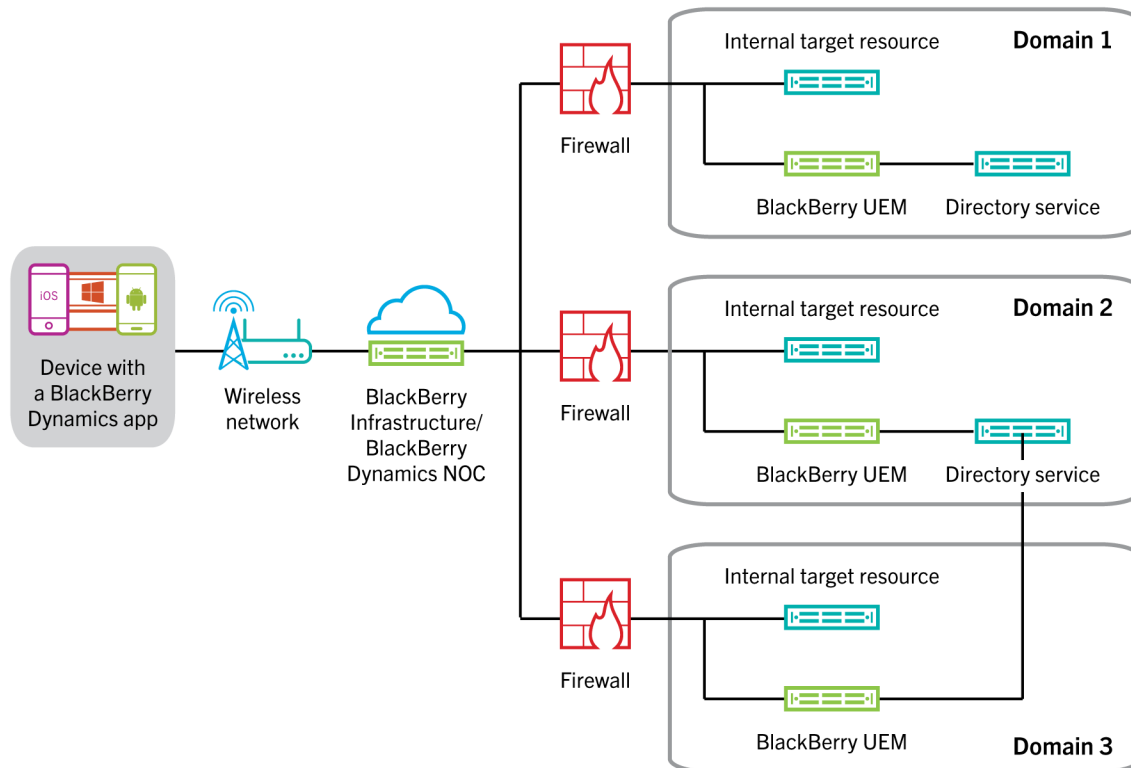 Internal target resource
Domain 1
Firewall
BlackBerry UEM
Directory service
iOS
Device with
a BlackBerry
Dynamics app
Wireless
network
BlackBerry
Infrastructure/
BlackBerry
Dynamics NOC
Internal target resource
Domain 2
Firewall
BlackBerry UEM
Directory service
Internal target resource
Firewall
BlackBerry UEM
Domain 3